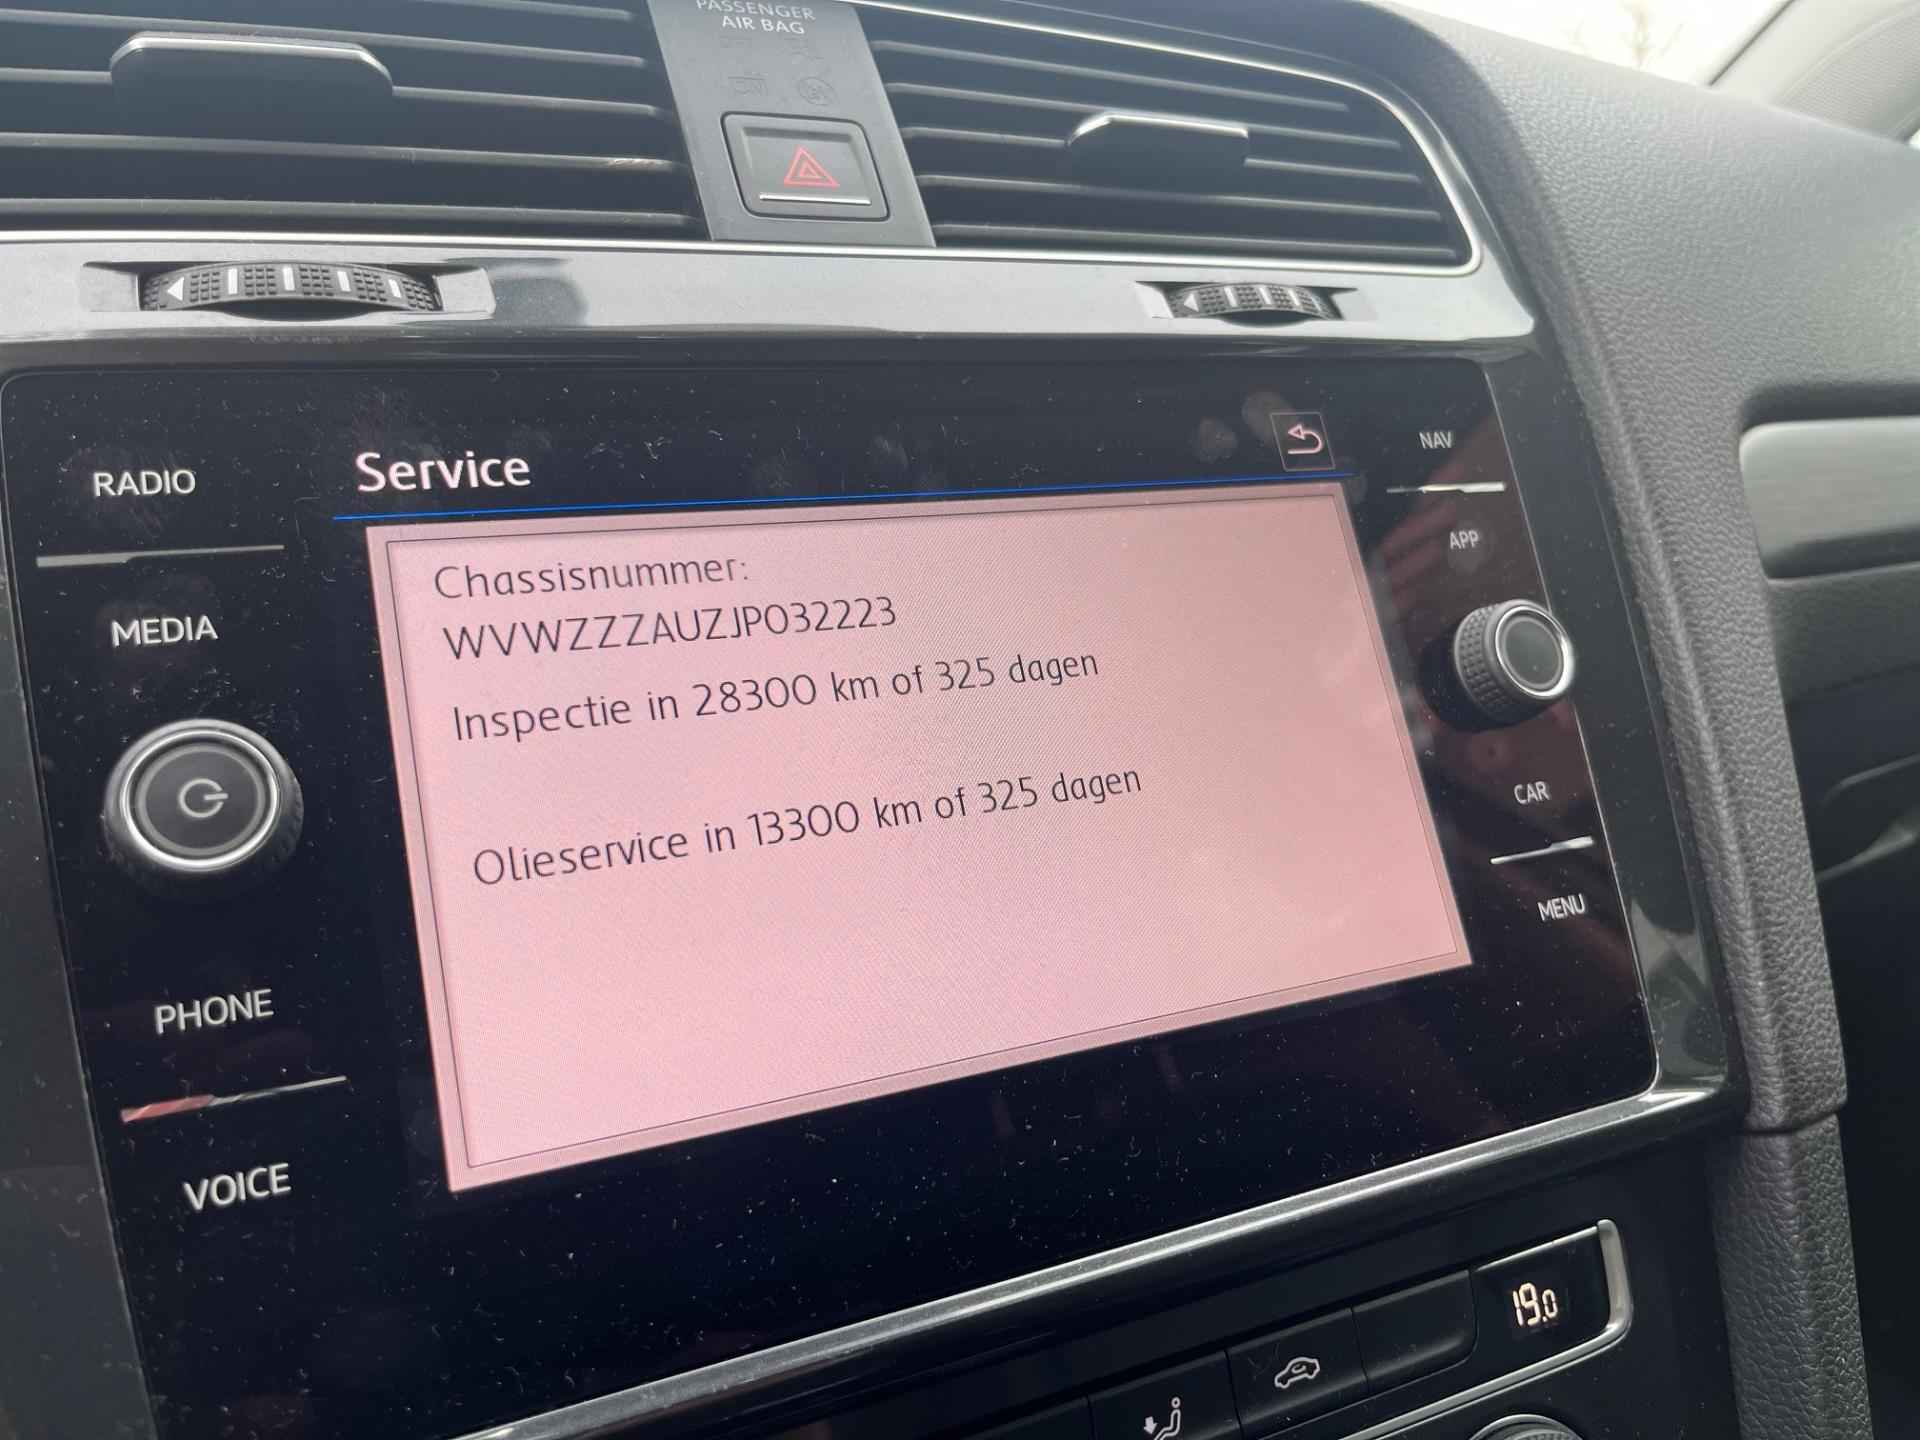 PASSENGER
AIR BAG
RADIO
MEDIA
PHONE
VOICE
Service
Chassisnummer:
WVWZZZAUZJP032223
Inspectie in 28300 km of 325 dagen
Olieservice in 13300 km of 325 dagen
NAV
APP
CAR
MENU
19.0